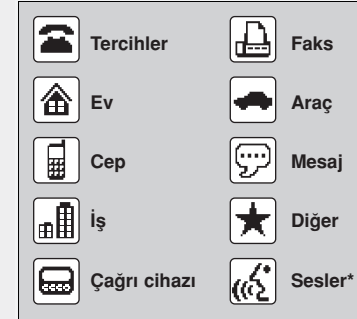 Tercihler
Faks
Ev
Araç
Cep
Mesaj
İş
Diğer
Çağrı cihazı
Sesler*